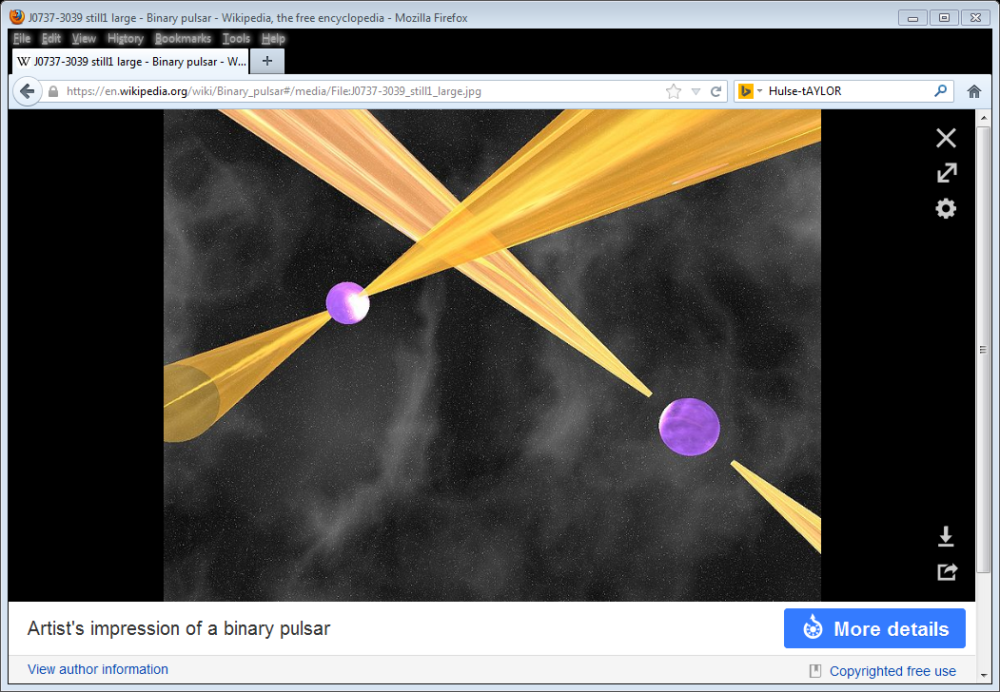 J0737-3039 still1 large - Binary pulsar - Wikipedia, the free encyclopedia - Mozilla Firefox
File Edit View History Bookmarks Tools Help
W J0737-3039 still1 large - Binary pulsar - W... +
https://en.wikipedia.org/wiki/Binary_pulsar#/media/File:J0737-3039_still1_large.jpg
Hulse-tAYLOR
Artist's impression of a binary pulsar
More details
View author information
Copyrighted free use